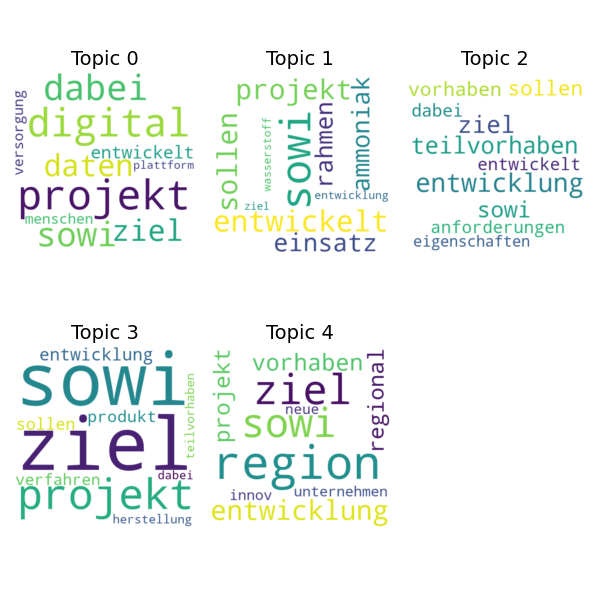 Topic 0
dabei
versorgung
digital
entwickelt
daten
plattform
projekt
menschen
sowi
ziel
Topic 1
projekt
ammoniak
sollen
wasserstoff
sowi
rahmen
entwicklung
ziel
entwickelt
einsatz
Topic 2
vorhaben
sollen
dabei
ziel
teilvorhaben
entwickelt
entwicklung
sowi
anforderungen
eigenschaften
Topic 3
entwicklung
sowi
teilvorhaben
produkt
sollen
ziel
dabei
verfahren
projekt
herstellung
Topic 4
projekt
vorhaben
regional
ziel
neue
sowi
region
innov
unternehmen
entwicklung